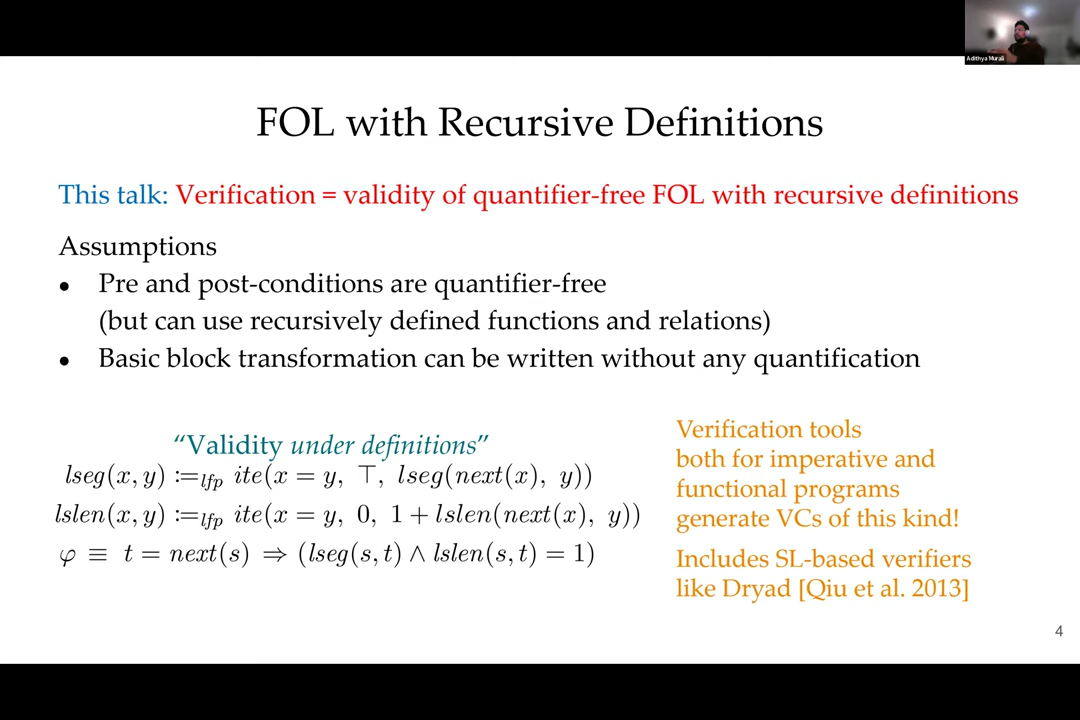 Adithya Murali
FOL with Recursive Definitions
This talk: Verification = validity of quantifier-free FOL with recursive definitions
Assumptions
• Pre and post-conditions are quantifier-free
(but can use recursively defined functions and relations)
• Basic block transformation can be written without any quantification
“Validity under definitions”
lseg(x, y) :=lfp ite(x = y, ⊤, lseg(next(x), y))
lslen(x, y) :=lfp ite(x = y, 0, 1 + lslen(next(x), y))
φ ≡ t = next(s) ⇒ (lseg(s, t) ∧ lslen(s, t) = 1)
Verification tools
both for imperative and
functional programs
generate VCs of this kind!
Includes SL-based verifiers
like Dryad [Qiu et al. 2013]
4